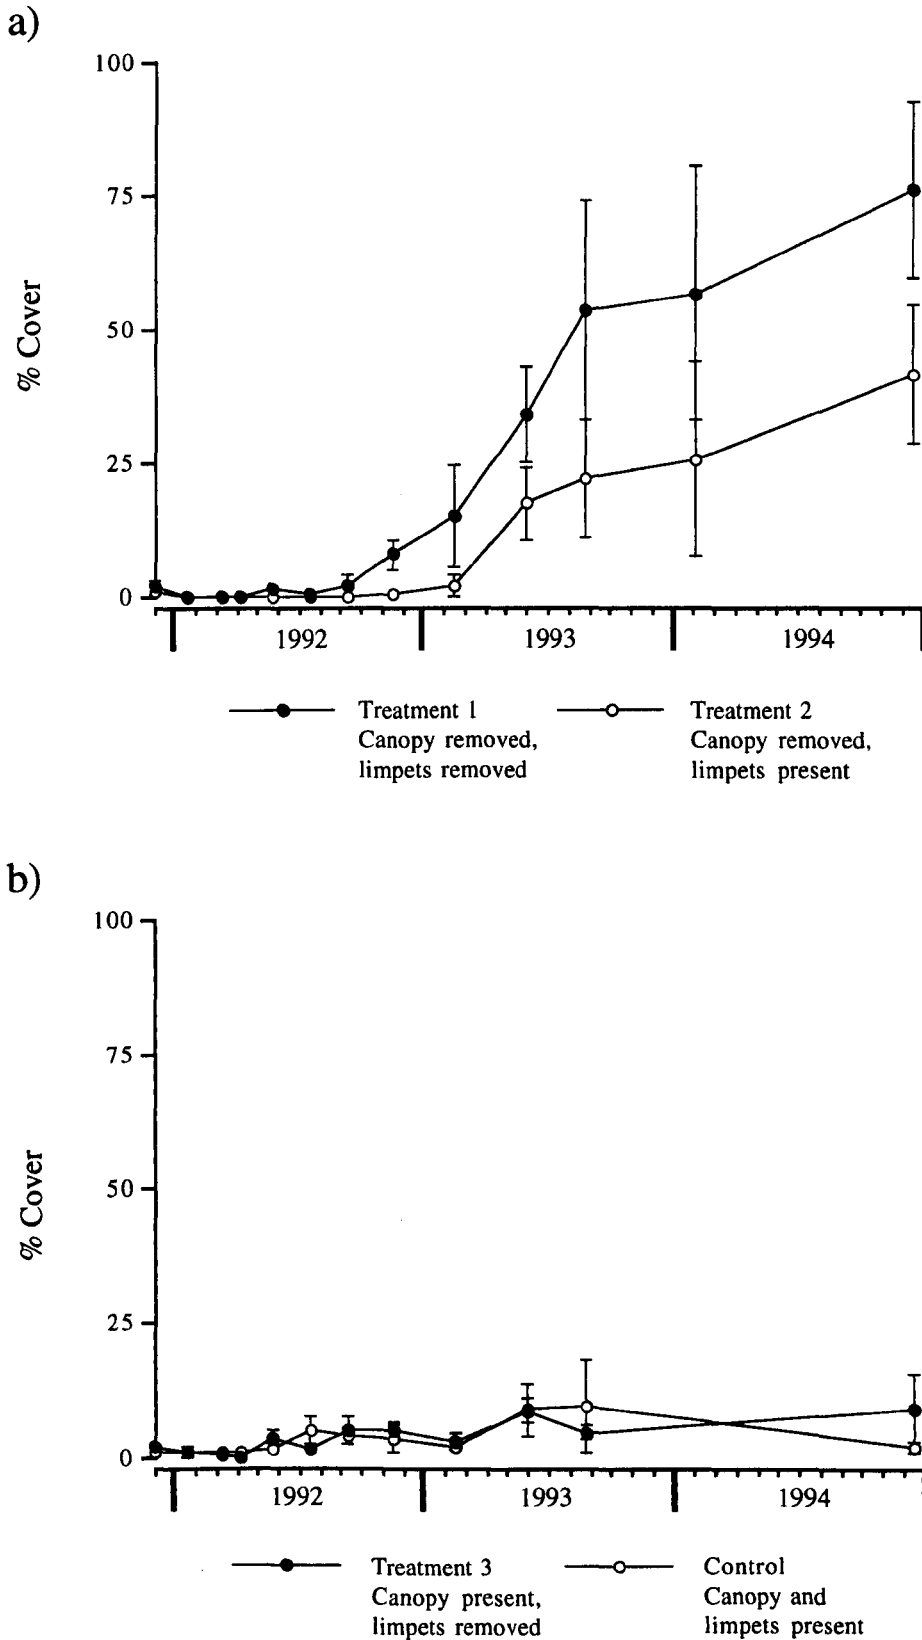 a)
100
75
50
25
0
% Cover
1992 1993 1994
Treatment 1 Treatment 2
Canopy removed, Canopy removed,
limpets removed limpets present
b)
100
75
50
25
0
% Cover
1992 1993 1994
Treatment 3 Control
Canopy present, Canopy and
limpets removed limpets present